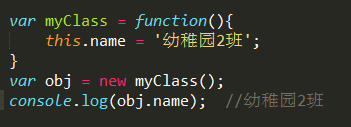 var myClass = function(){
    this.name = '幼稚园2班';
}
var obj = new myClass();
console.log(obj.name);  //幼稚园2班